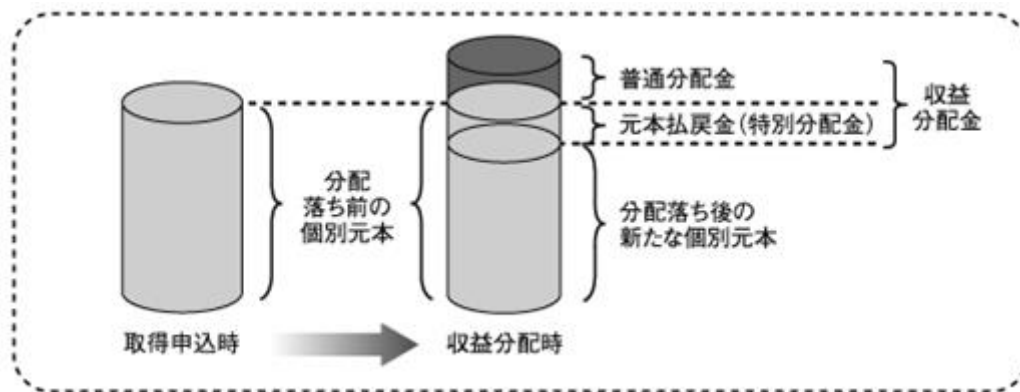 普通分配金
元本払戻金(特別分配金)
収益
分配金
分配
落ち前の
個別元本
分配落ち後の
新たな個別元本
取得申込時
収益分配時